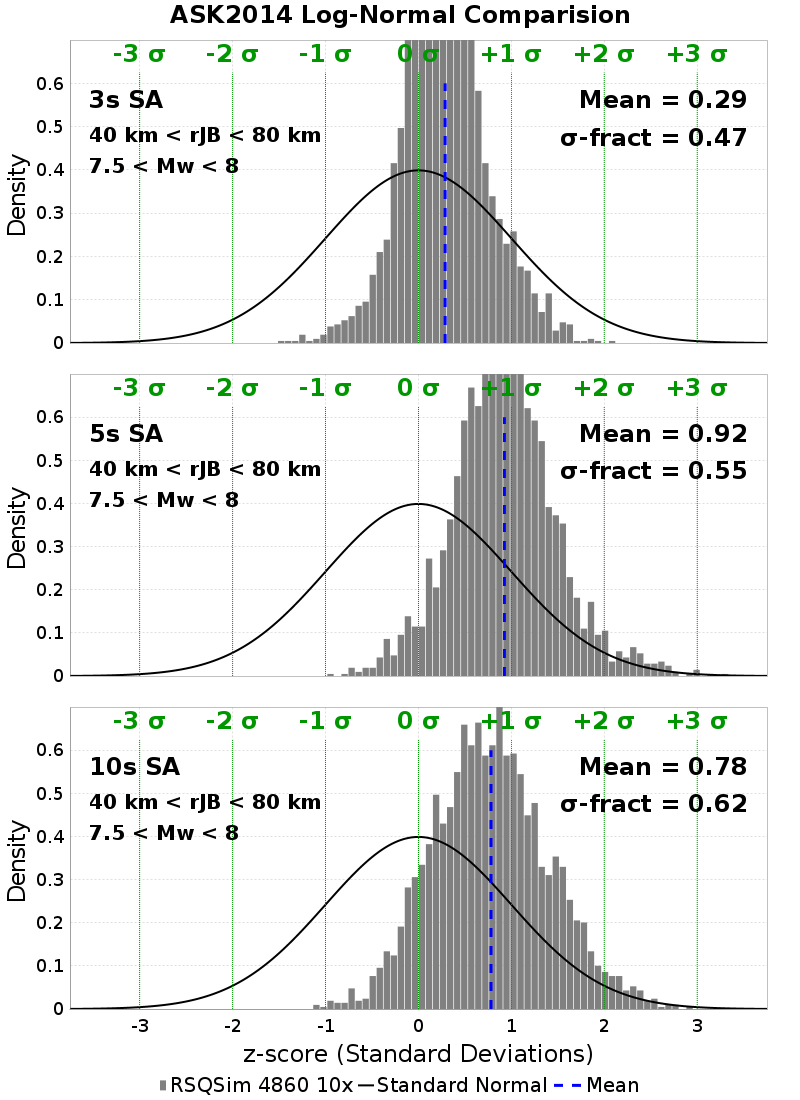 ASK2014 Log-Normal Comparision
-3 σ -2 σ -1 σ 0 σ +1 σ +2 σ +3 σ
3s SA
40 km < rJB < 80 km
7.5 < Mw < 8
Mean = 0.29
σ-fract = 0.47
Density
0.6
0.5
0.4
0.3
0.2
0.1
0
-3 σ -2 σ -1 σ 0 σ +1 σ +2 σ +3 σ
5s SA
40 km < rJB < 80 km
7.5 < Mw < 8
Mean = 0.92
σ-fract = 0.55
Density
0.6
0.5
0.4
0.3
0.2
0.1
0
-3 σ -2 σ -1 σ 0 σ +1 σ +2 σ +3 σ
10s SA
40 km < rJB < 80 km
7.5 < Mw < 8
Mean = 0.78
σ-fract = 0.62
Density
0.6
0.5
0.4
0.3
0.2
0.1
0
-3 -2 -1 0 1 2 3
z-score (Standard Deviations)
RSQSim 4860 10x Standard Normal Mean